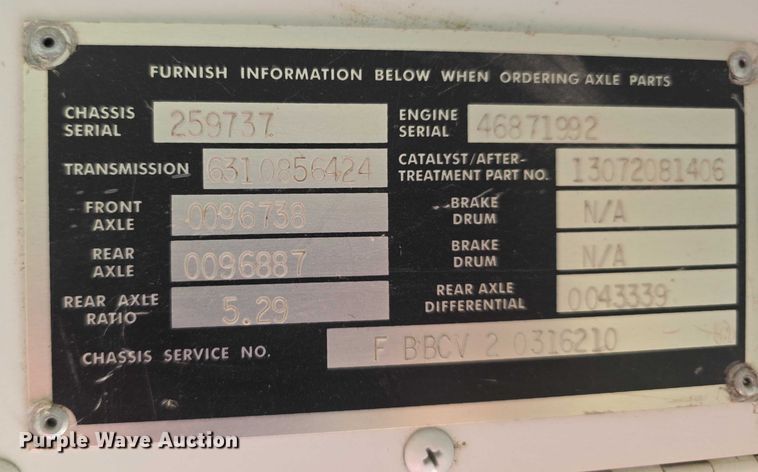 FURNISH INFORMATION BELOW WHEN ORDERING AXLE PARTS
CHASSIS SERIAL 259737
ENGINE SERIAL 46871992
TRANSMISSION 6310856424
CATALYST/AFTER-TREATMENT PART NO. 13072081406
FRONT AXLE 0096738
BRAKE DRUM N/A
REAR AXLE 0096887
BRAKE DRUM N/A
REAR AXLE RATIO 5.29
REAR AXLE DIFFERENTIAL 0043339
CHASSIS SERVICE NO. F BBCV 2 0316210
Purple Wave Auction